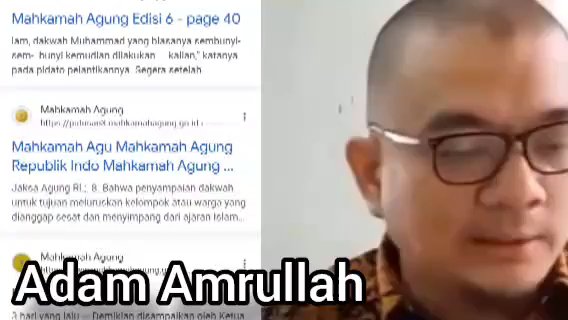 Mahkamah Agung Edisi 6 - page 40
lam, dakwah Muhammad yang biasanya sembunyi-
sem- bunyi kemudian dilakukan kalian," katanya
pada pidato pelantikannya. Segera setelah
Mahkamah Agung
Mahkamah Agu Mahkamah Agung
Republik Indo Mahkamah Agung ...
Jaksa Agung RI.; 8. Bahwa penyampaian dakwah
untuk tujuan meluruskan kelompok atau warga yang
dianggap sesat dan menyimpang dari ajaran Islam...
Mahkamah Agung
Adam Amrullah
3 hari yang lalu — Demikian disampaikan oleh Ketua